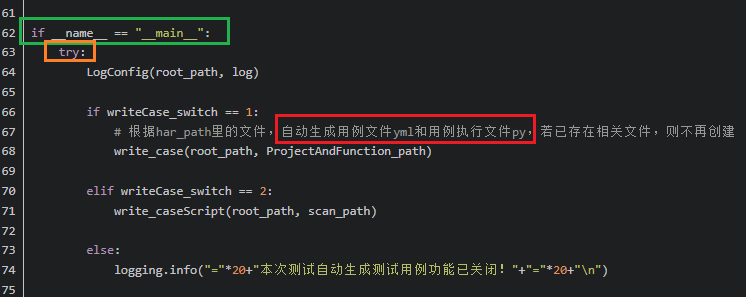 61
62 if __name__ == "__main__":
63 try:
64 LogConfig(root_path, log)
65
66 if writeCase_switch == 1:
67 # 根据har_path里的文件，自动生成用例文件yml和用例执行文件py，若已存在相关文件，则不再创建
68 write_case(root_path, ProjectAndFunction_path)
69
70 elif writeCase_switch == 2:
71 write_caseScript(root_path, scan_path)
72
73 else:
74 logging.info("="*20+"本次测试自动生成测试用例功能已关闭！"+"="*20+"\n")
75